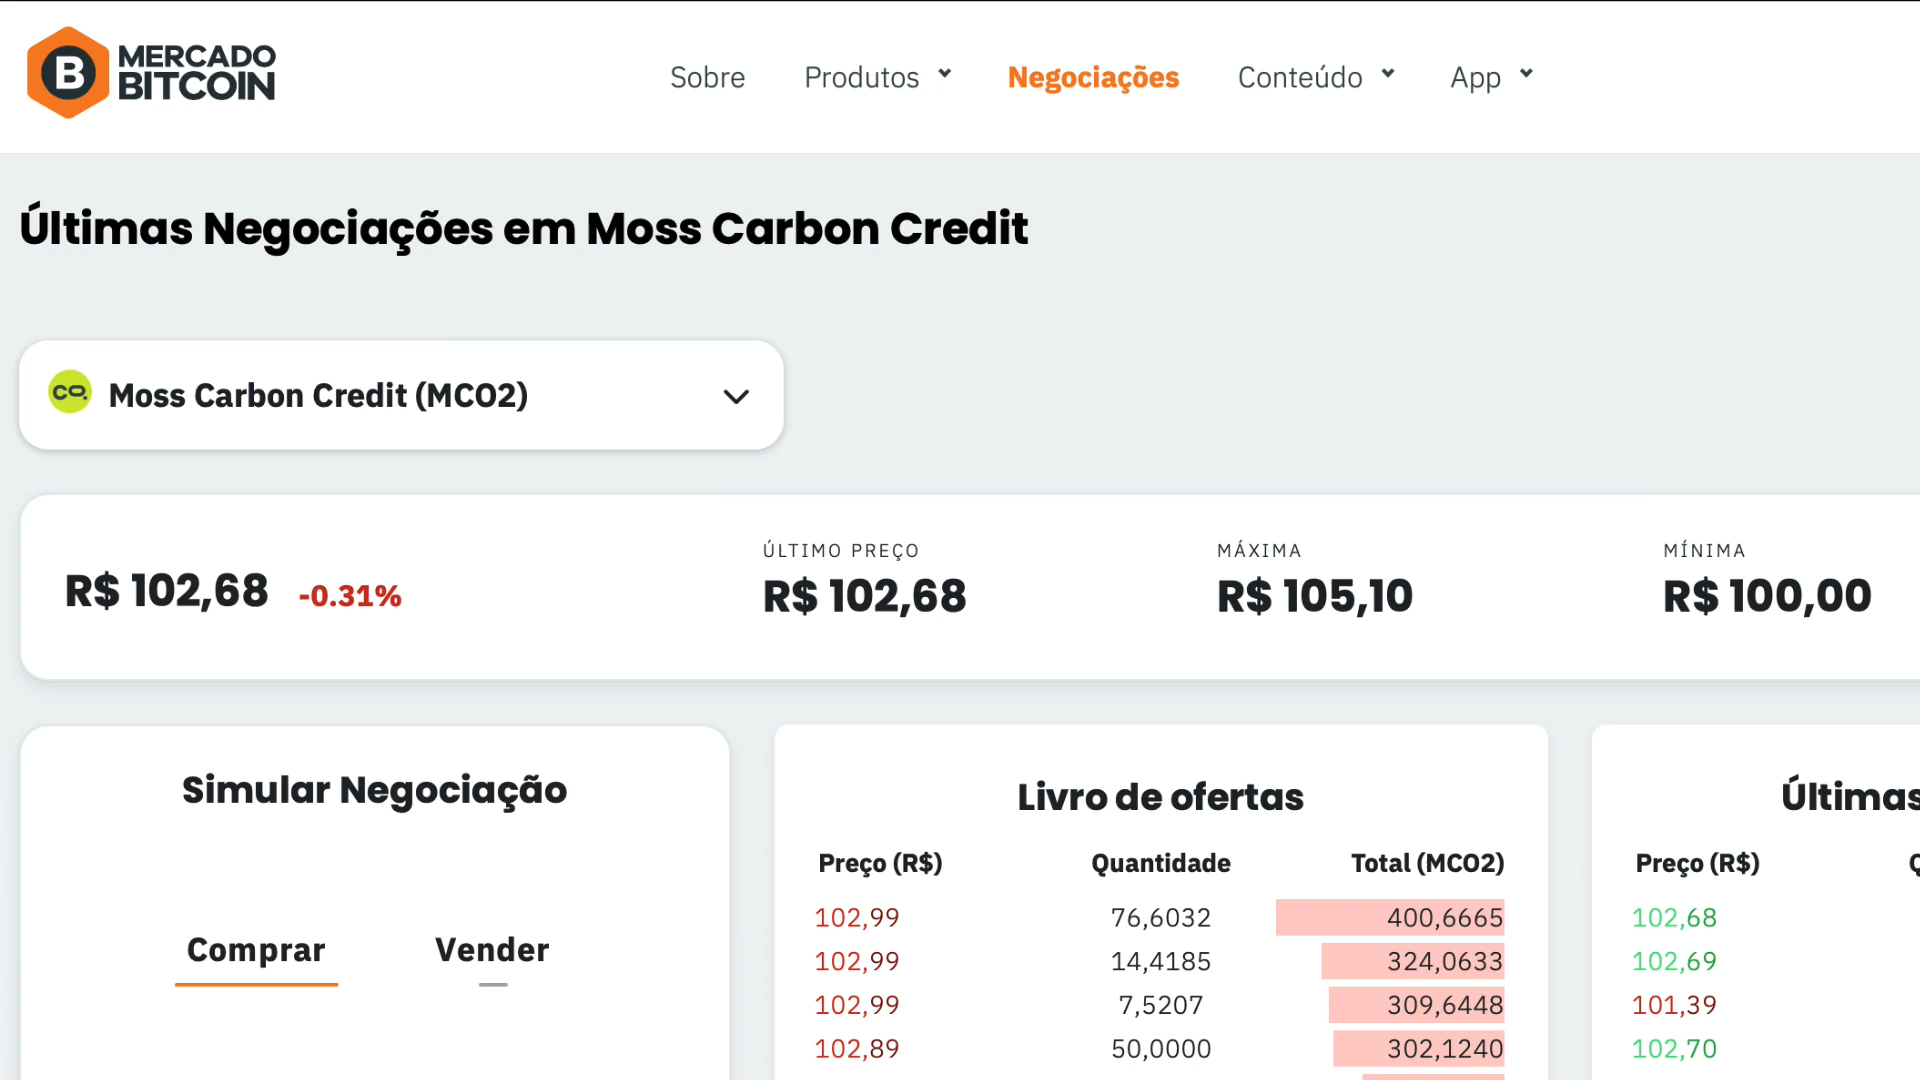 MERCADO
BITCOIN
Sobre Produtos Negociações Conteúdo App
Últimas Negociações em Moss Carbon Credit
Moss Carbon Credit (MCO2)
ÚLTIMO PREÇO MÁXIMA MÍNIMA
R$ 102,68 -0.31% R$ 102,68 R$ 105,10 R$ 100,00
Simular Negociação
Comprar Vender
Livro de ofertas
Preço (R$) Quantidade Total (MCO2)
102,99 76,6032 400,6665
102,99 14,4185 324,0633
102,99 7,5207 309,6448
102,89 50,0000 302,1240
Últimas
Preço (R$)
102,68
102,69
101,39
102,70